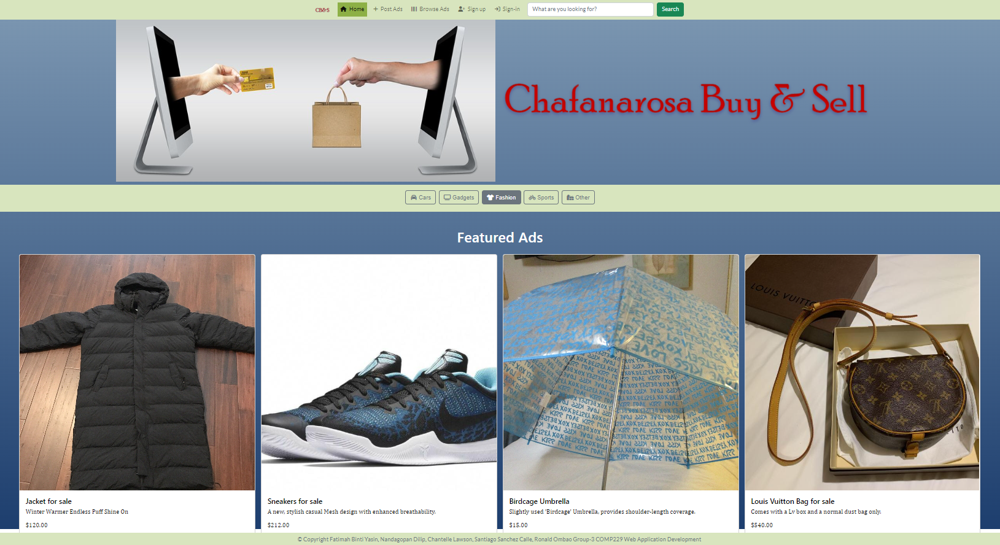 CB&S Home Post Ads Browse Ads Sign up Sign-in What are you looking for? Search
Chafanarosa Buy & Sell
Cars Gadgets Fashion Sports Other
Featured Ads
LOUIS VUITTON
Jacket for sale
Winter Warmer Endless Puff Shine On
$120.00
Sneakers for sale
A new, stylish casual Mesh design with enhanced breathability.
$212.00
Birdcage Umbrella
Slightly used 'Birdcage' Umbrella, provides shoulder-length coverage.
$15.00
Louis Vuitton Bag for sale
Comes with a Lv box and a normal dust bag only.
$540.00
© Copyright Fatimah Binti Yasin, Nandagopan Dilip, Chantelle Lawson, Santiago Sanchez Calle, Ronald Ombao Group-3 COMP229 Web Application Development